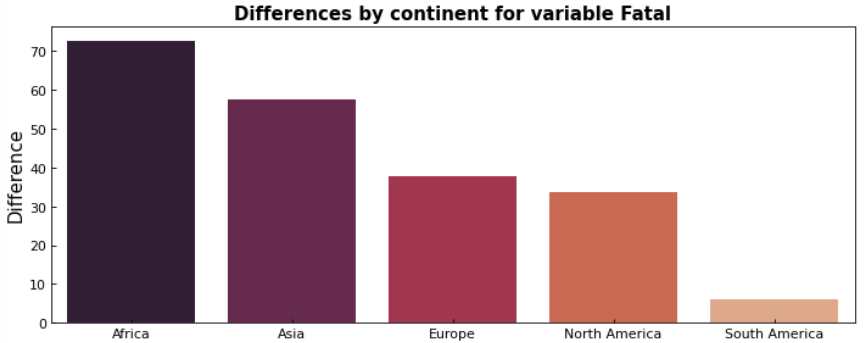 Differences by continent for variable Fatal
Difference
70
60
50
40
30
20
10
0
Africa Asia Europe North America South America